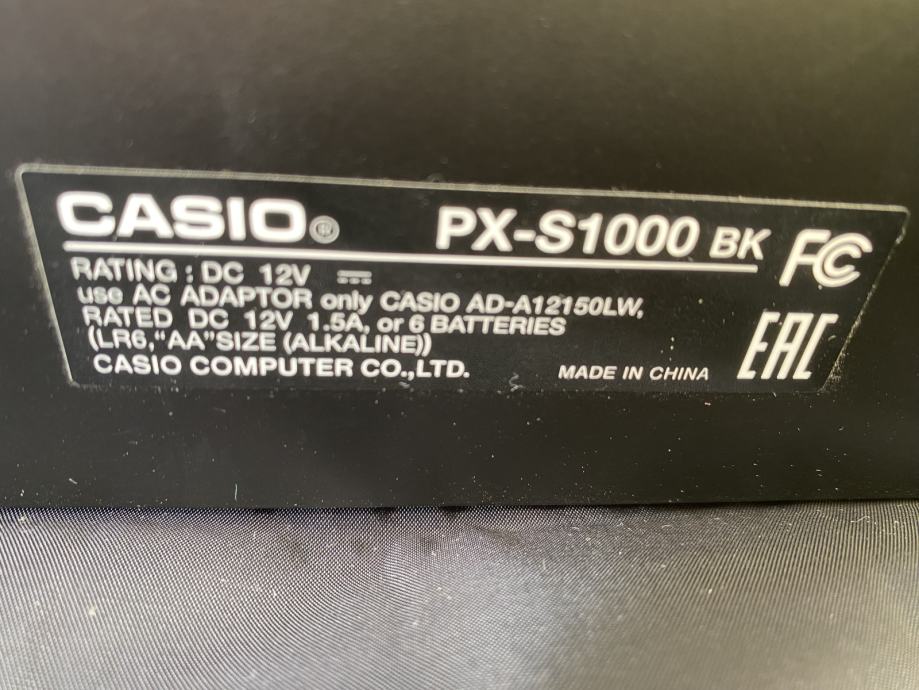 CASIO® PX-S1000 BK FC
RATING : DC 12V ⎓
use AC ADAPTOR only CASIO AD-A12150LW,
RATED DC 12V 1.5A, or 6 BATTERIES
(LR6,"AA"SIZE (ALKALINE))
CASIO COMPUTER CO.,LTD. MADE IN CHINA
EAC